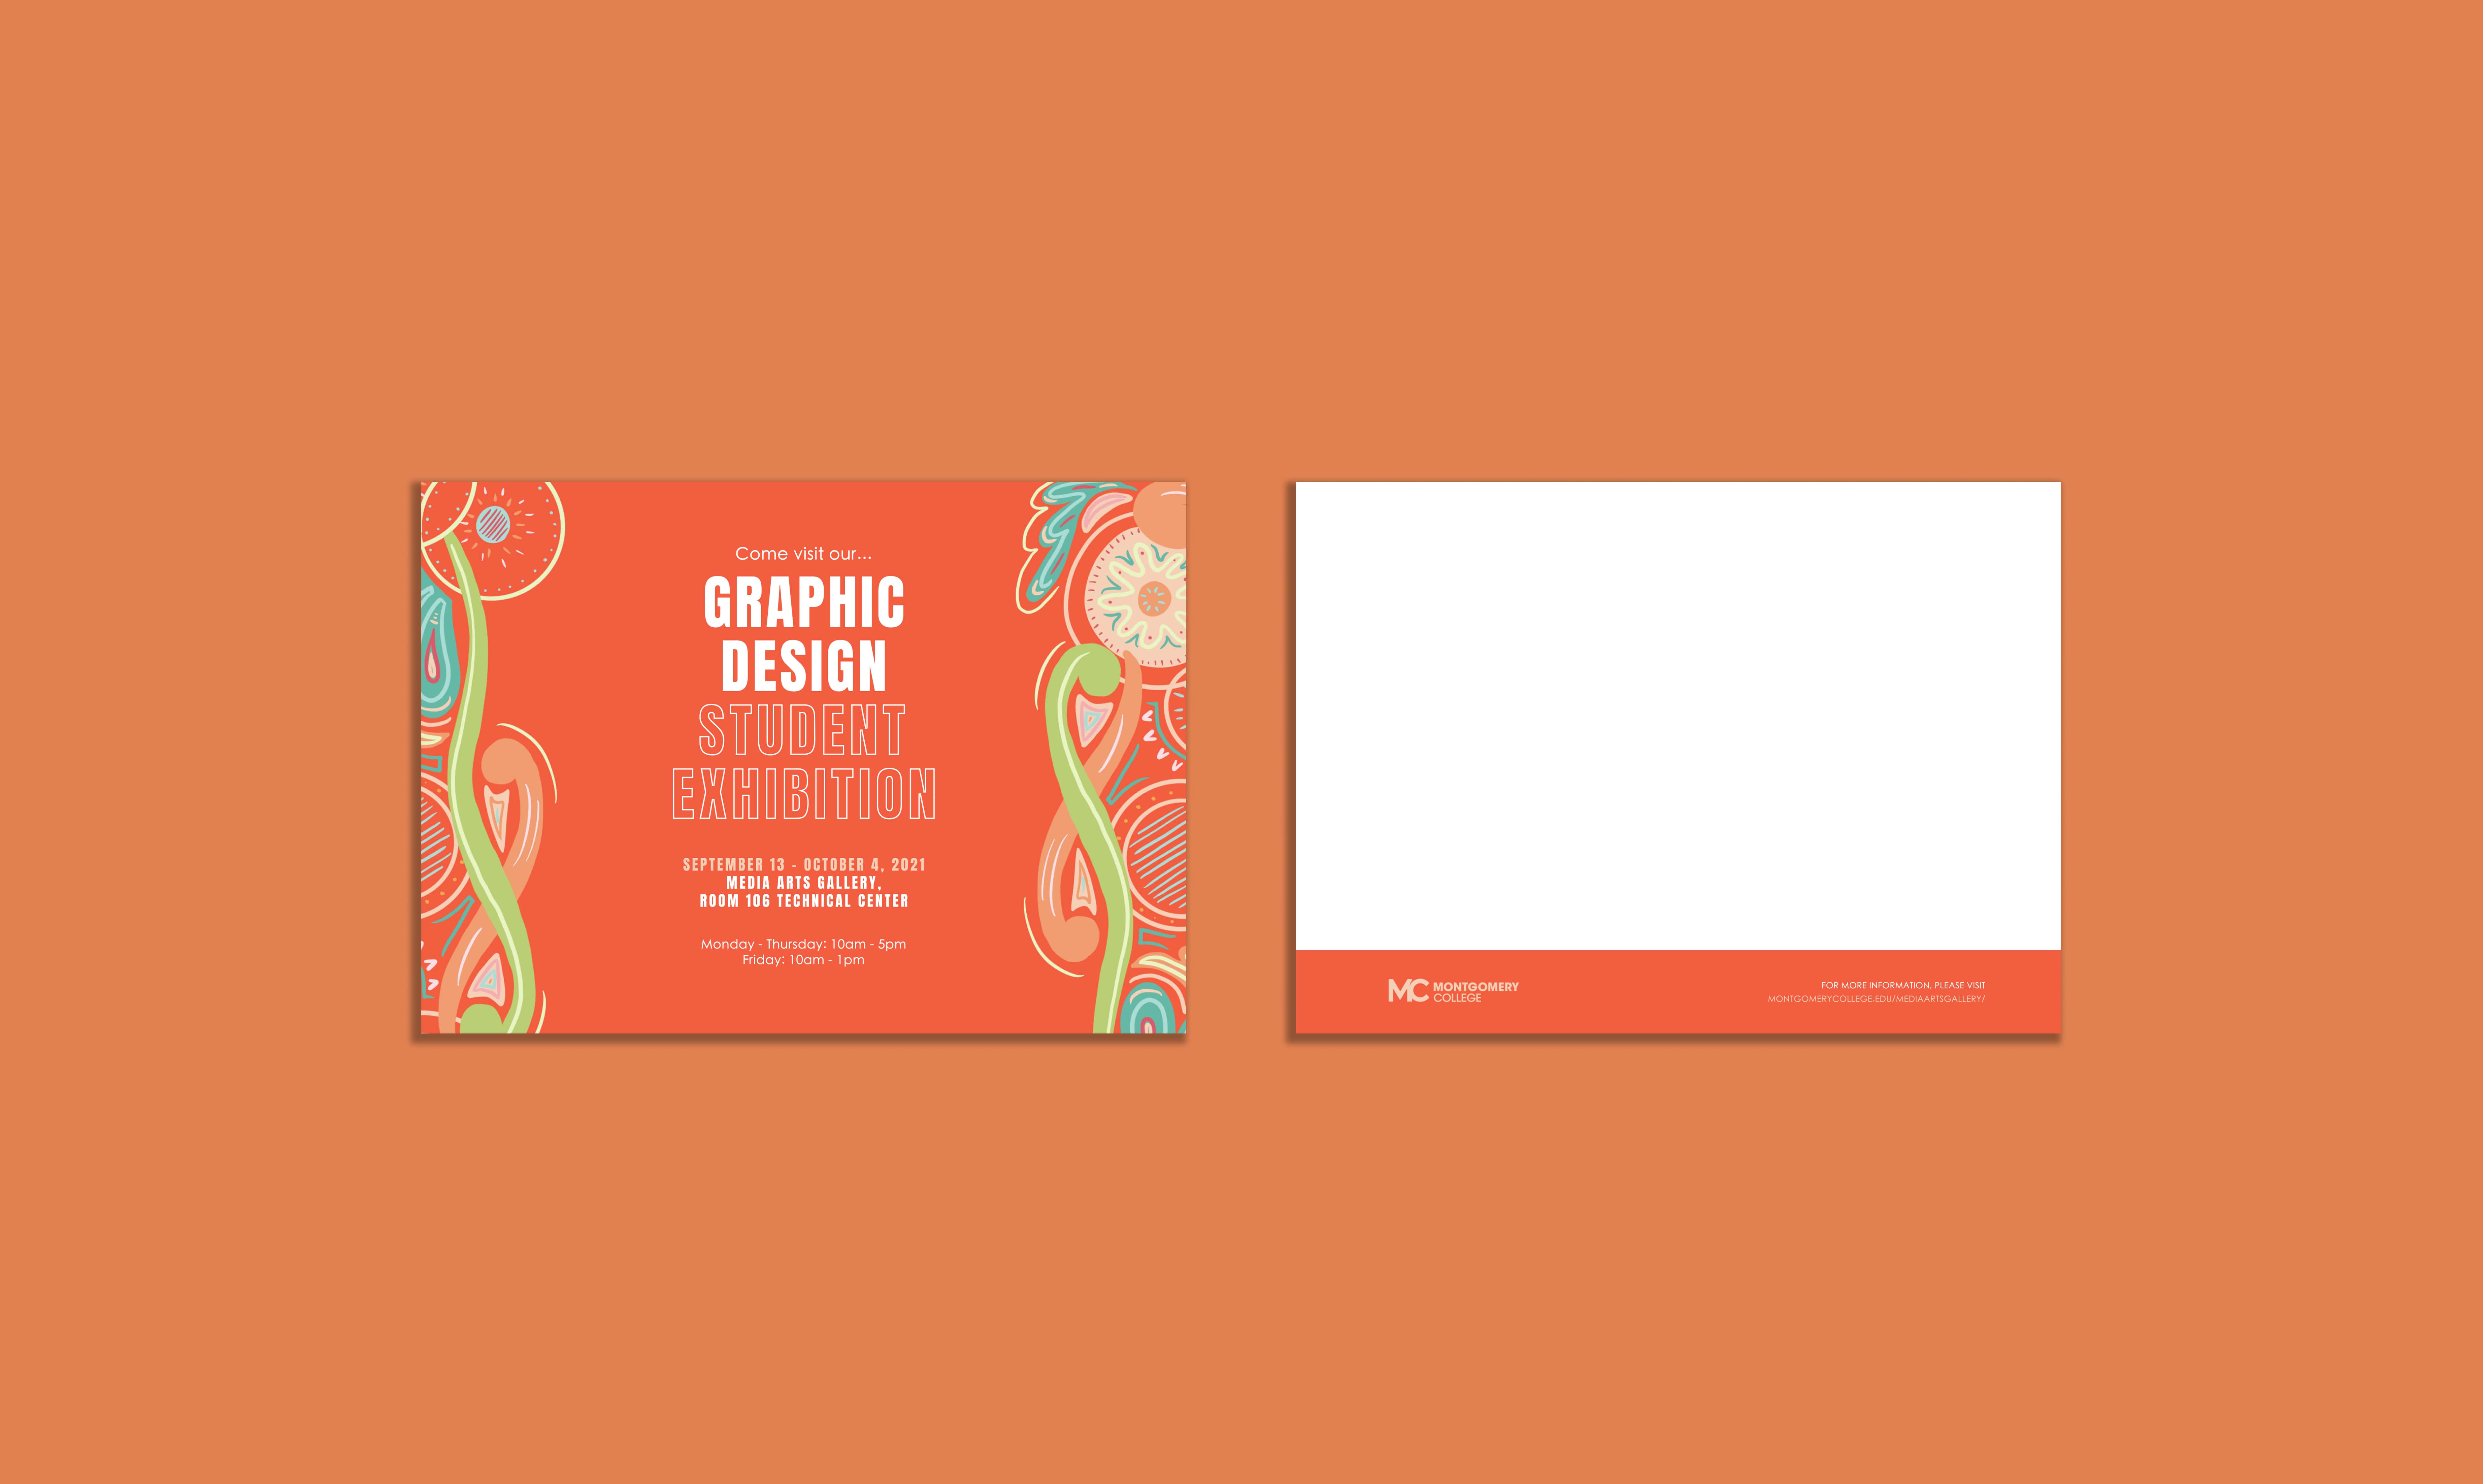 Come visit our...
GRAPHIC
DESIGN
STUDENT
EXHIBITION
SEPTEMBER 13 - OCTOBER 4, 2021
MEDIA ARTS GALLERY,
ROOM 106 TECHNICAL CENTER
Monday - Thursday: 10am - 5pm
Friday: 10am - 1pm
MC MONTGOMERY
COLLEGE
FOR MORE INFORMATION, PLEASE VISIT
MONTGOMERYCOLLEGE.EDU/MEDIAARTSGALLERY/